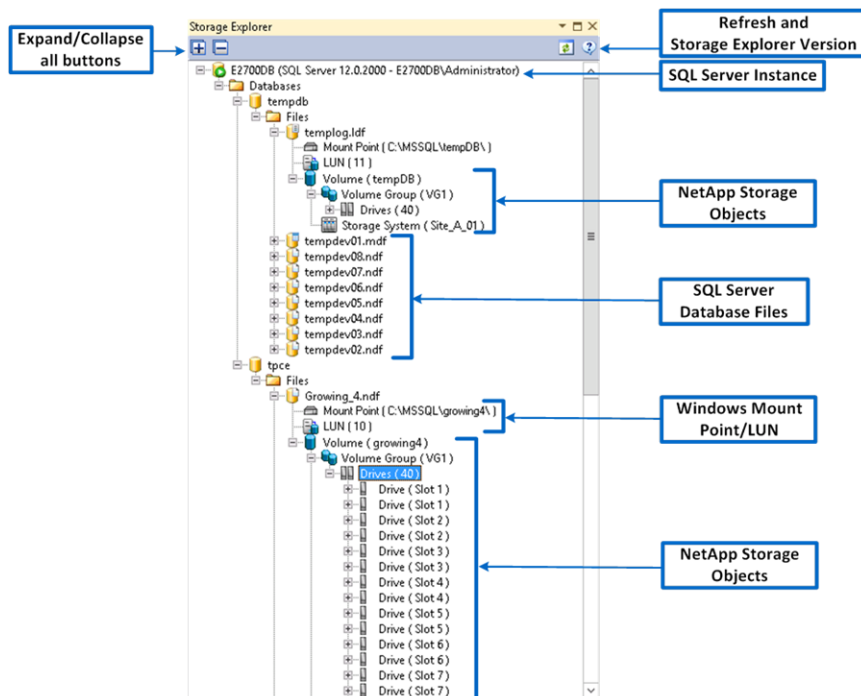 Storage Explorer
Expand/Collapse
all buttons
Refresh and
Storage Explorer Version
E2700DB (SQL Server 12.0.2000 - E2700DB\Administrator)
SQL Server Instance
Databases
tempdb
Files
templog.ldf
Mount Point ( C:\MSSQL\tempDB\ )
LUN ( 11 )
Volume ( tempDB )
Volume Group ( VG1 )
Drives ( 40 )
Storage System ( Site_A_01 )
NetApp Storage
Objects
tempdev01.mdf
tempdev08.ndf
tempdev07.ndf
tempdev06.ndf
tempdev05.ndf
tempdev04.ndf
tempdev03.ndf
tempdev02.ndf
SQL Server
Database Files
tpce
Files
Growing_4.ndf
Mount Point ( C:\MSSQL\growing4\ )
LUN ( 10 )
Windows Mount
Point/LUN
Volume ( growing4 )
Volume Group ( VG1 )
Drives ( 40 )
Drive ( Slot 1 )
Drive ( Slot 1 )
Drive ( Slot 2 )
Drive ( Slot 2 )
Drive ( Slot 3 )
Drive ( Slot 3 )
Drive ( Slot 4 )
Drive ( Slot 4 )
Drive ( Slot 5 )
Drive ( Slot 5 )
Drive ( Slot 6 )
Drive ( Slot 6 )
Drive ( Slot 7 )
Drive ( Slot 7 )
NetApp Storage
Objects